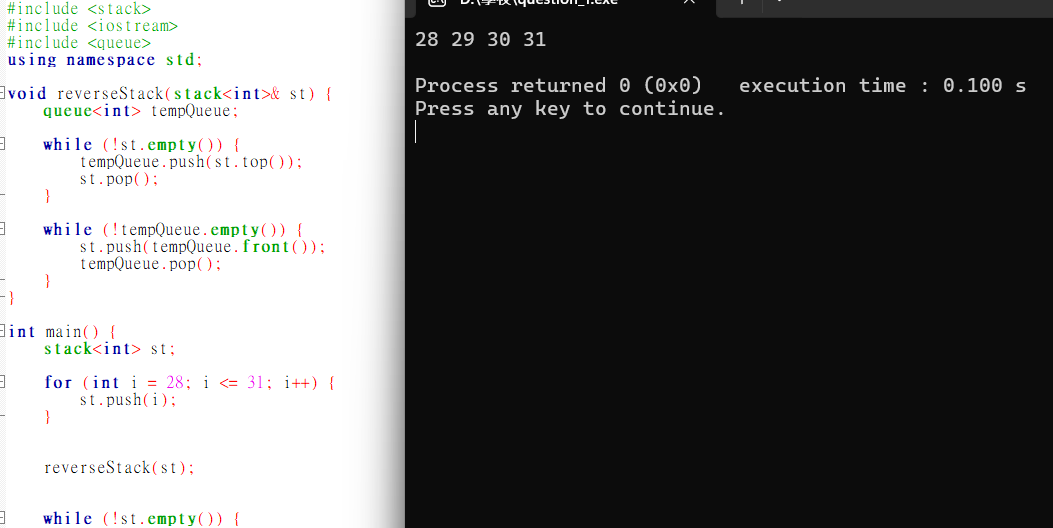 #include <stack>
#include <iostream>
#include <queue>
using namespace std;
void reverseStack(stack<int>& st) {
queue<int> tempQueue;
while (!st.empty()) {
tempQueue.push(st.top());
st.pop();
}
while (!tempQueue.empty()) {
st.push(tempQueue.front());
tempQueue.pop();
}
}
int main() {
stack<int> st;
for (int i = 28; i <= 31; i++) {
st.push(i);
}
reverseStack(st);
while (!st.empty()) {
D:\學校\question_1.exe
28 29 30 31
Process returned 0 (0x0)   execution time : 0.100 s
Press any key to continue.